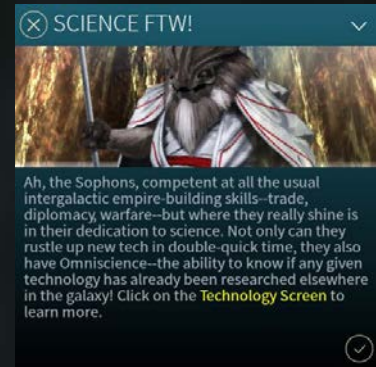 SCIENCE FTW!
Ah, the Sophons, competent at all the usual
intergalactic empire-building skills--trade,
diplomacy, warfare--but where they really shine is
in their dedication to science. Not only can they
rustle up new tech in double-quick time, they also
have Omniscience--the ability to know if any given
technology has already been researched elsewhere
in the galaxy! Click on the Technology Screen to
learn more.